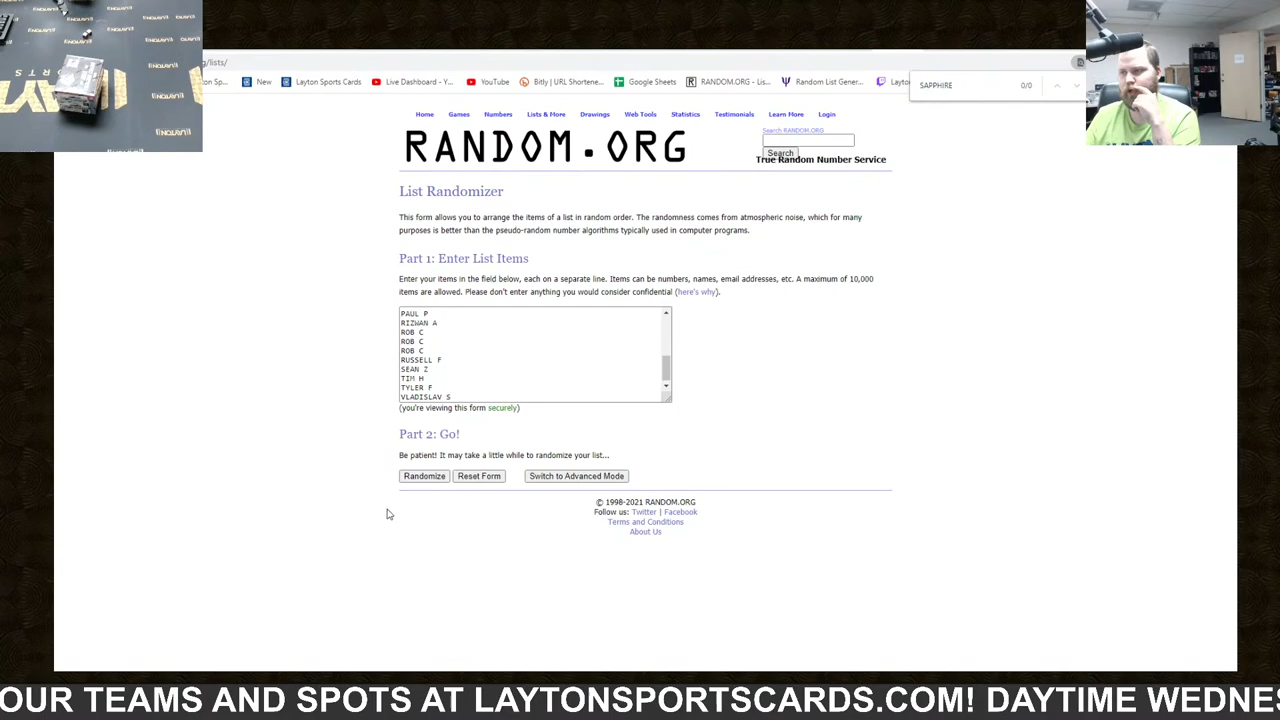 g/lists/
on Sp...
New
Layton Sports Cards
Live Dashboard - Y...
YouTube
Bitly | URL Shortene...
Google Sheets
RANDOM.ORG - Lis...
Random List Gener...
Layto
SAPPHIRE 0/0
Home Games Numbers Lists & More Drawings Web Tools Statistics Testimonials Learn More Login
Search RANDOM.ORG
RANDOM.ORG
Search
True Random Number Service
List Randomizer
This form allows you to arrange the items of a list in random order. The randomness comes from atmospheric noise, which for many
purposes is better than the pseudo-random number algorithms typically used in computer programs.
Part 1: Enter List Items
Enter your items in the field below, each on a separate line. Items can be numbers, names, email addresses, etc. A maximum of 10,000
items are allowed. Please don't enter anything you would consider confidential (here's why).
PAUL P
RIZWAN A
ROB C
ROB C
ROB C
RUSSELL F
SEAN Z
TIM H
TYLER F
VLADISLAV S
(you're viewing this form securely)
Part 2: Go!
Be patient! It may take a little while to randomize your list...
Randomize Reset Form Switch to Advanced Mode
© 1998-2021 RANDOM.ORG
Follow us: Twitter | Facebook
Terms and Conditions
About Us
OUR TEAMS AND SPOTS AT LAYTONSPORTSCARDS.COM! DAYTIME WEDNES